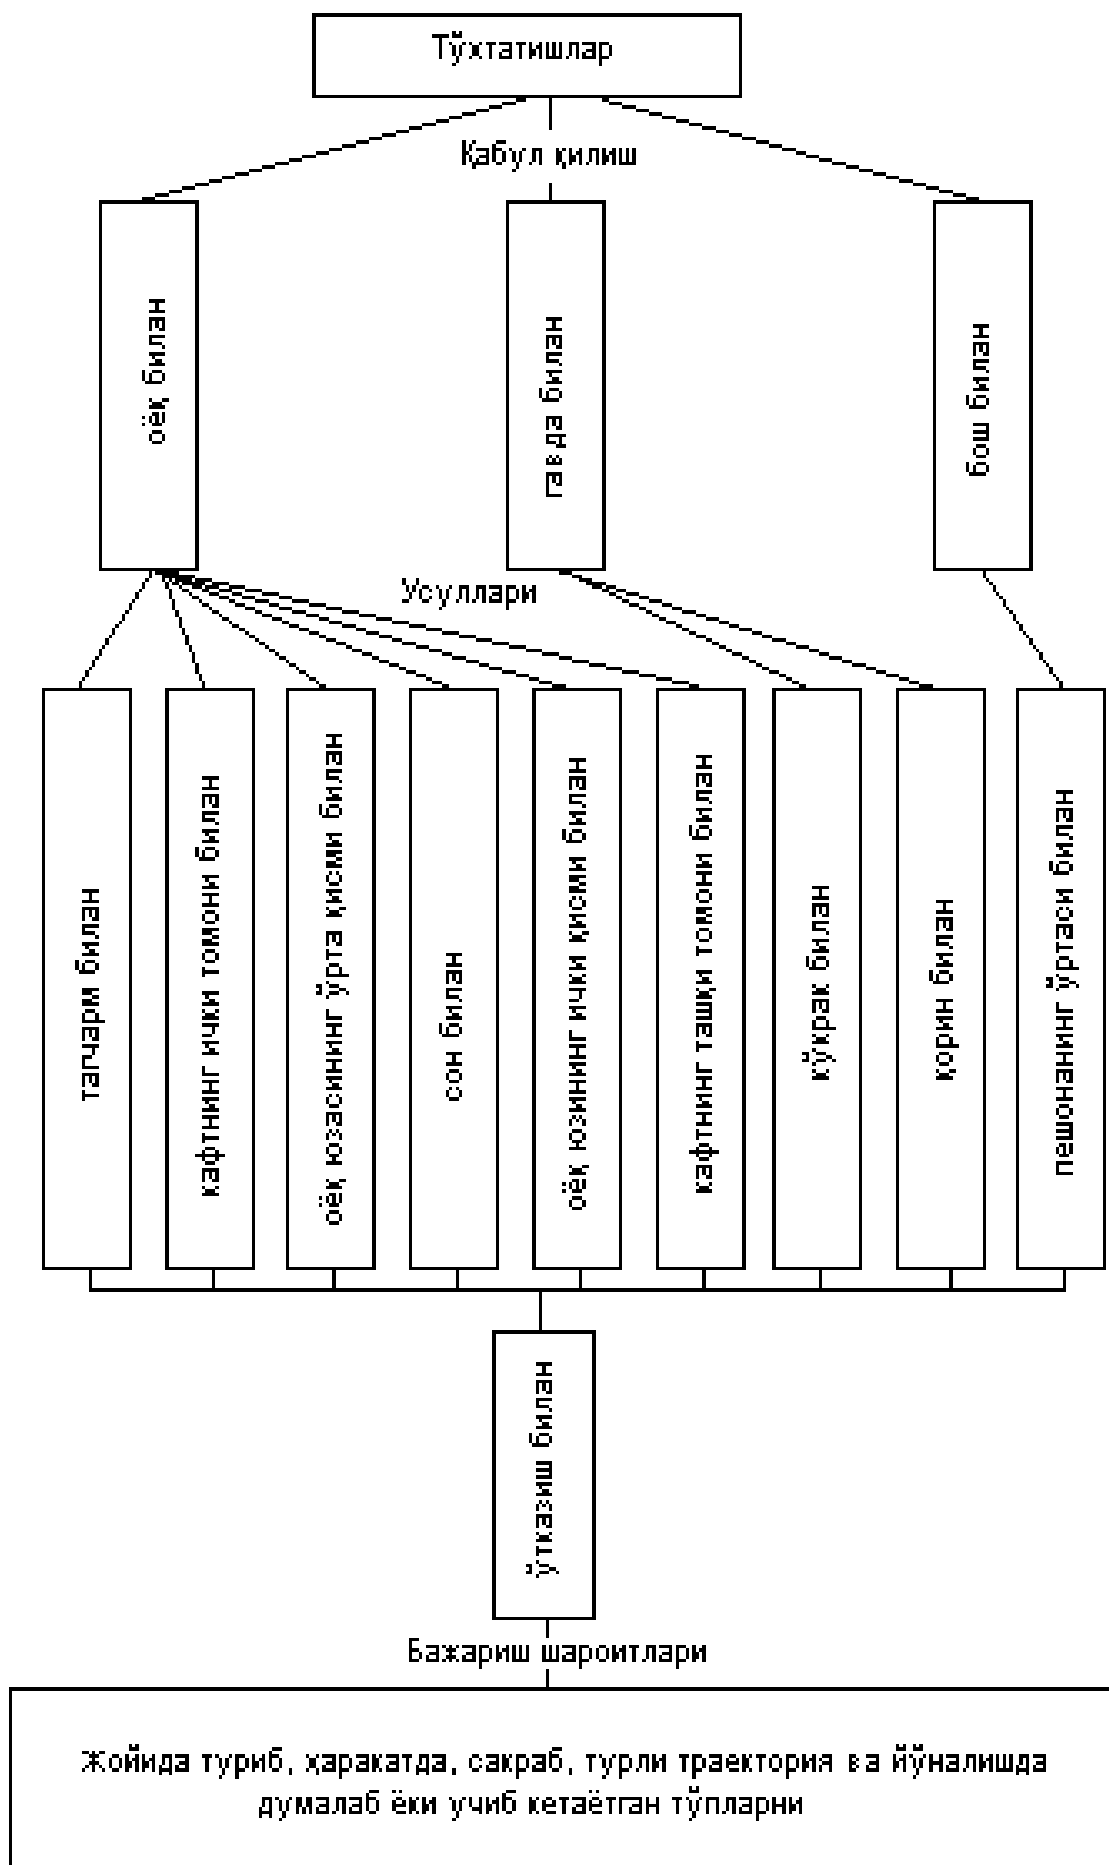 Тўхтатишлар
Қабул қилиш
оёқ билан
гавда билан
бош билан
Усуллари
тагчарм билан
кафтнинг ички томони билан
оёқ юзасининг ўрта қисми билан
сон билан
оёқ юзининг ички қисми билан
кафтнинг ташқи томони билан
кўкрак билан
қорин билан
пешонанинг ўртаси билан
ўтказиш билан
Бажариш шароитлари
Жойида туриб, ҳаракатда, сакраб, турли траектория ва йўналишда
думалаб ёки учиб кетаётган тўпларни